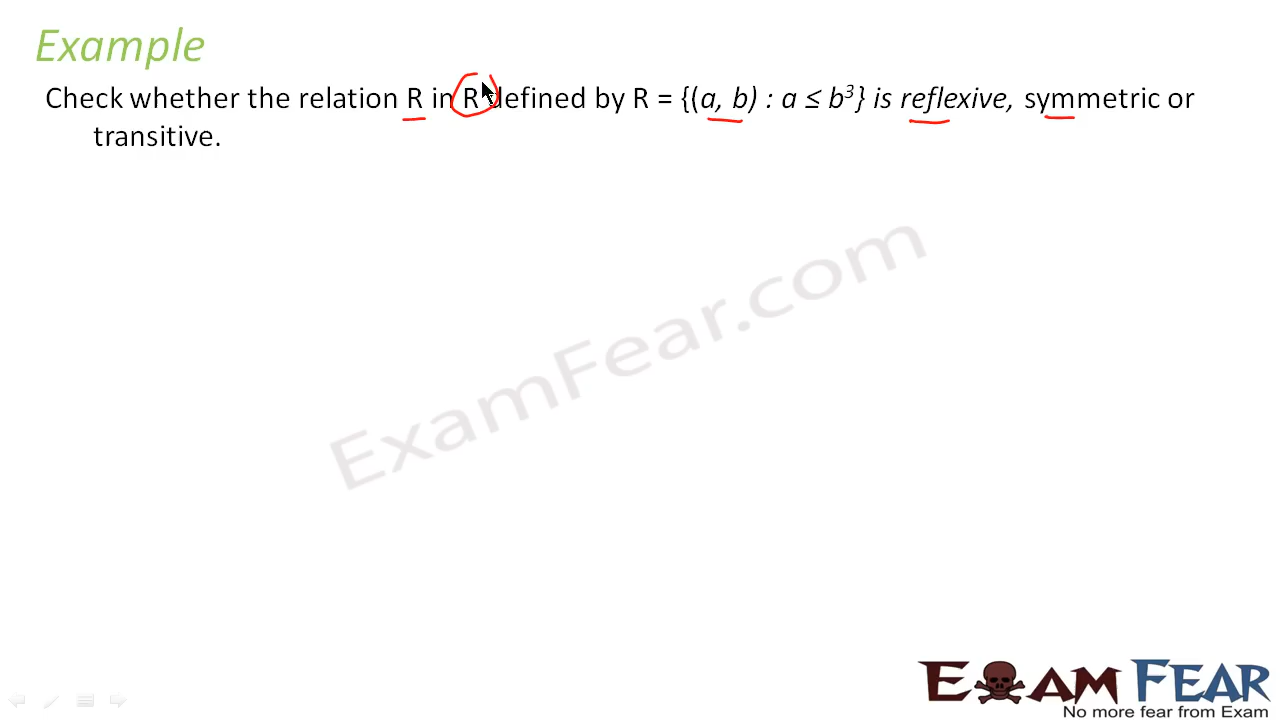 Example
Check whether the relation R in R defined by R = {(a, b) : a ≤ b³} is reflexive, symmetric or
transitive.
ExamFear.com
EXAM FEAR
No more fear from Exam